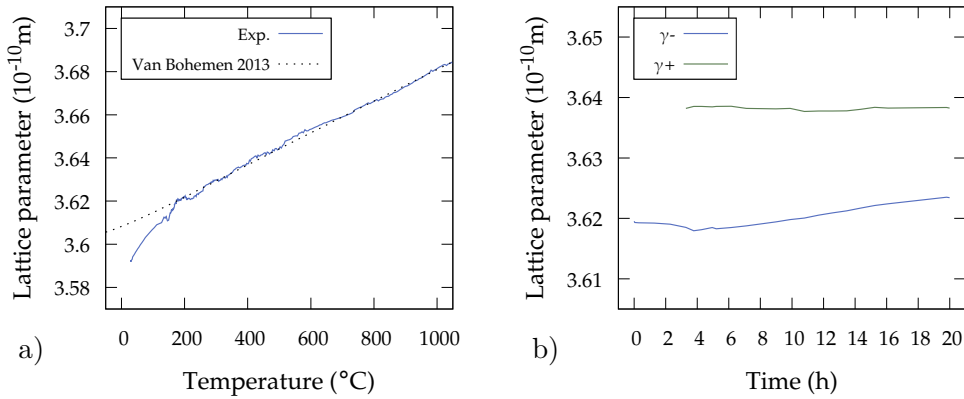 3.7
3.68
3.66
3.64
3.62
3.6
3.58
Lattice parameter (10⁻¹⁰m)
Exp.
Van Bohemen 2013
0 200 400 600 800 1000
Temperature (°C)
a)
3.65
3.64
3.63
3.62
3.61
Lattice parameter (10⁻¹⁰m)
γ-
γ+
0 2 4 6 8 10 12 14 16 18 20
Time (h)
b)